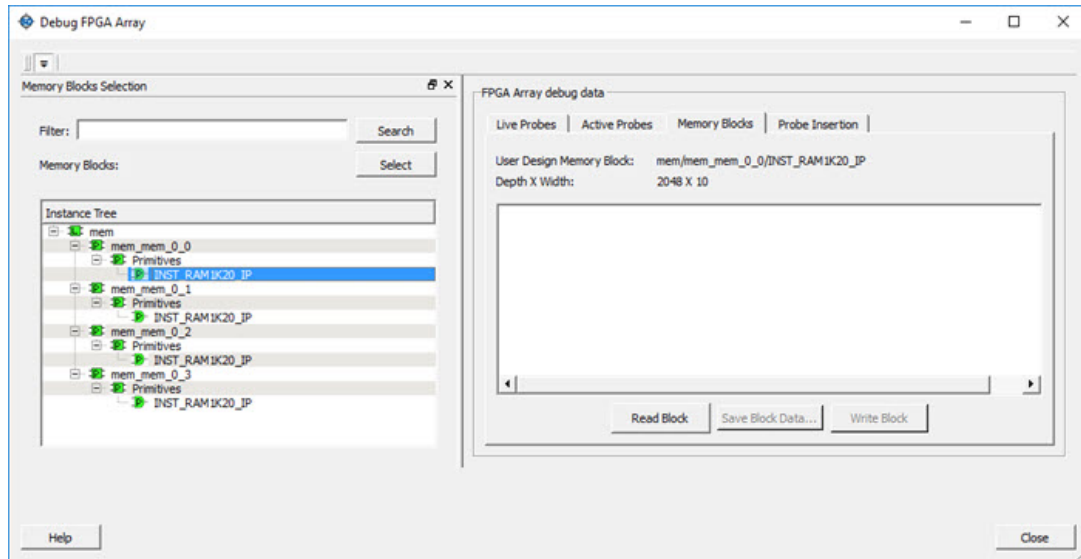 Debug FPGA Array
Memory Blocks Selection
Filter:
Search
Memory Blocks:
Select
Instance Tree
mem
mem_mem_0_0
Primitives
INST_RAM1K20_IP
mem_mem_0_1
Primitives
INST_RAM1K20_IP
mem_mem_0_2
Primitives
INST_RAM1K20_IP
mem_mem_0_3
Primitives
INST_RAM1K20_IP
FPGA Array debug data
Live Probes Active Probes Memory Blocks Probe Insertion
User Design Memory Block: mem/mem_mem_0_0/INST_RAM1K20_IP
Depth X Width: 2048 X 10
Read Block Save Block Data... Write Block
Help
Close